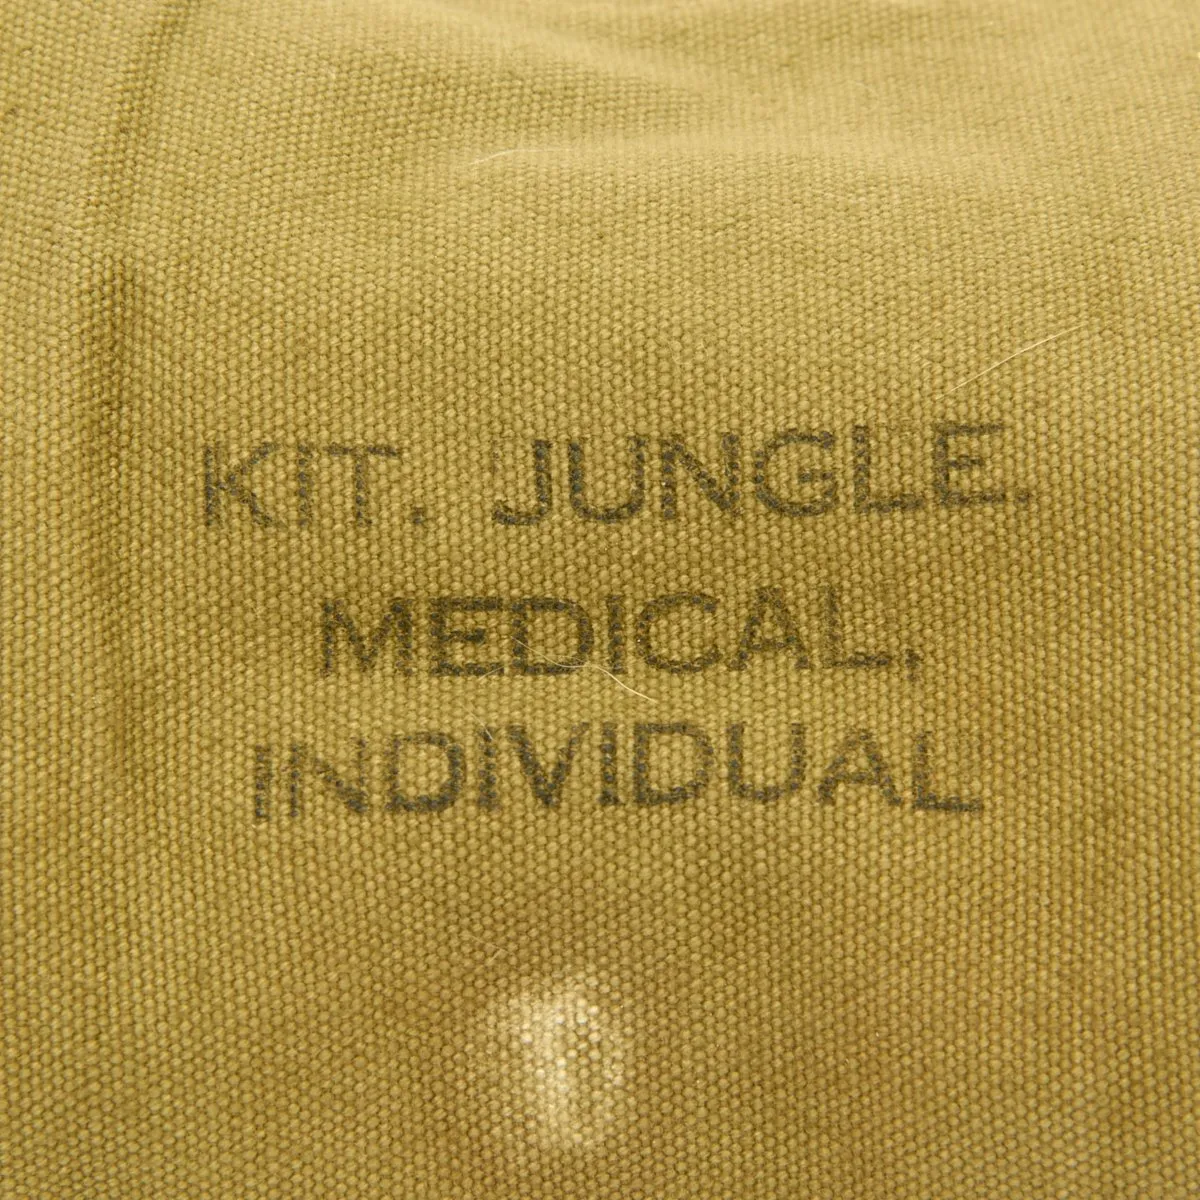 KIT. JUNGLE.
MEDICAL,
INDIVIDUAL